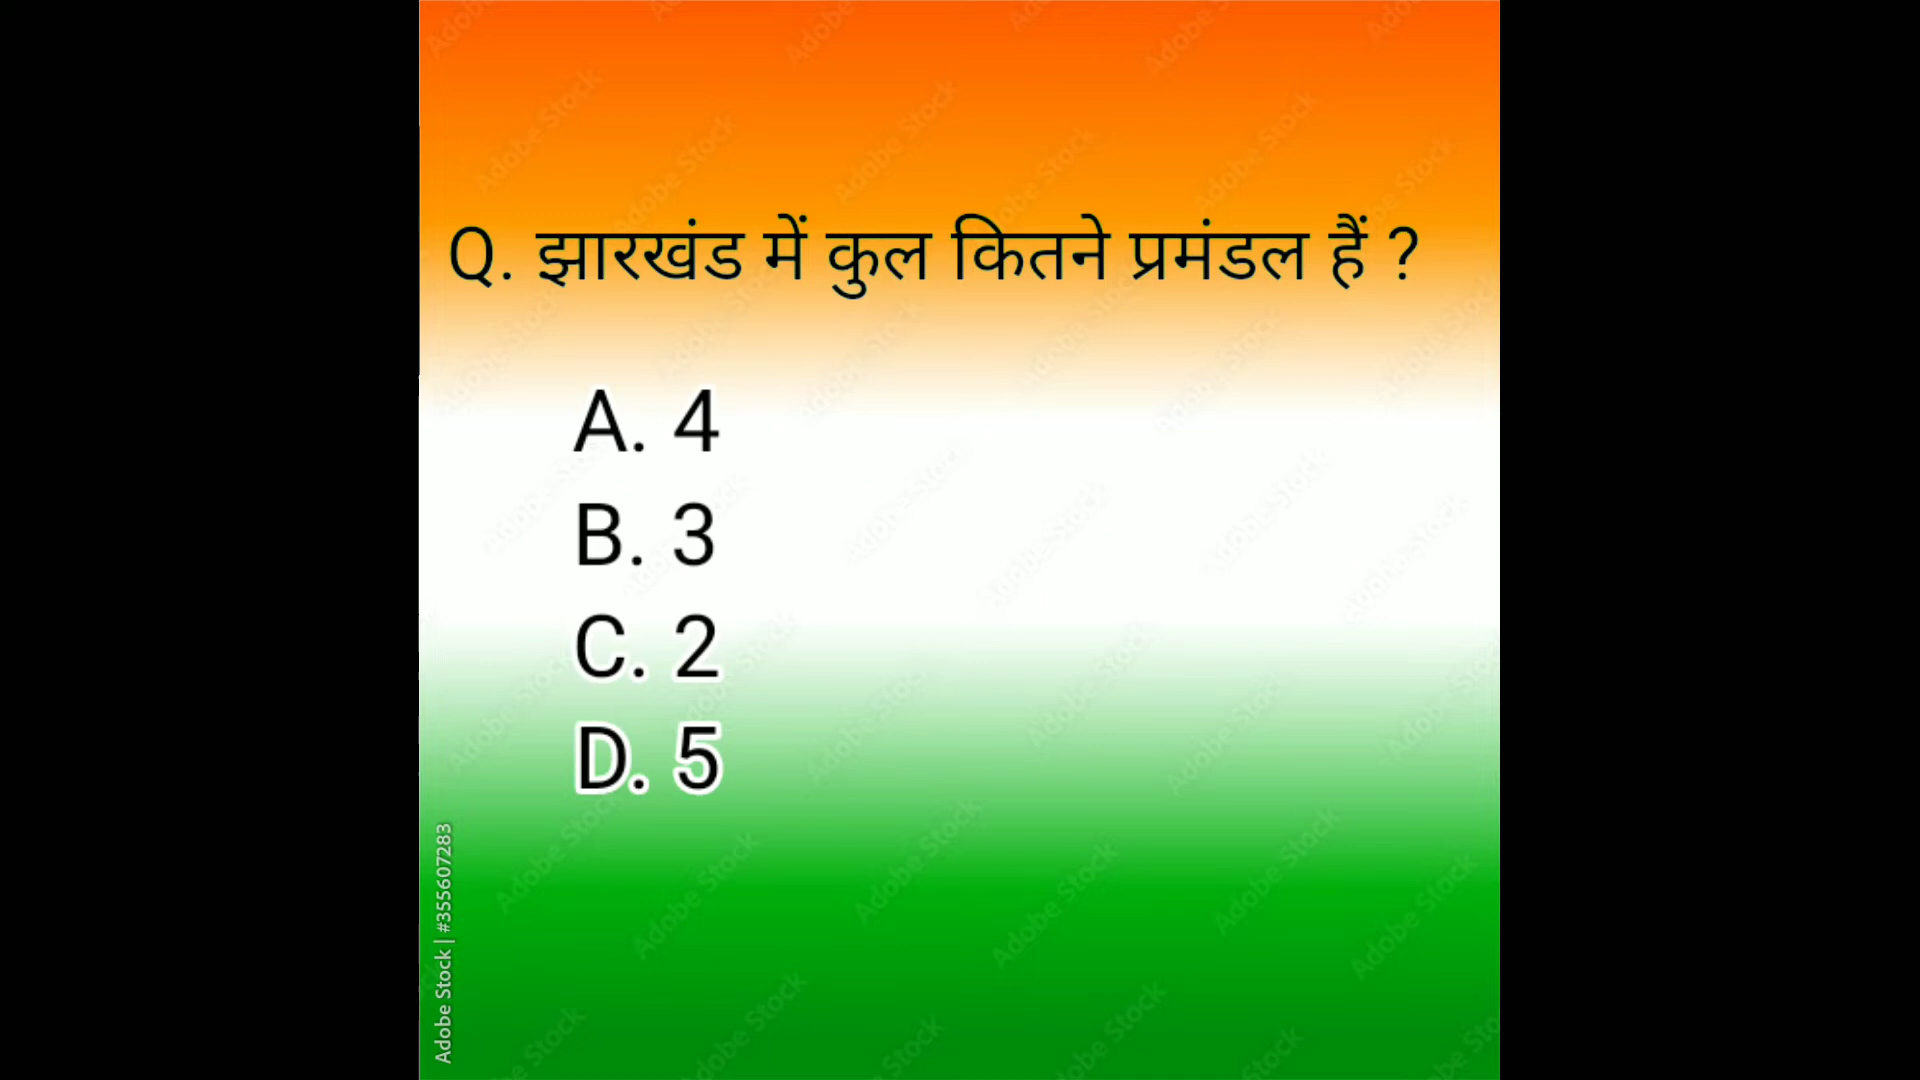 Q. झारखंड में कुल कितने प्रमंडल हैं ?
A. 4
B. 3
C. 2
D. 5
Adobe Stock | #355607283